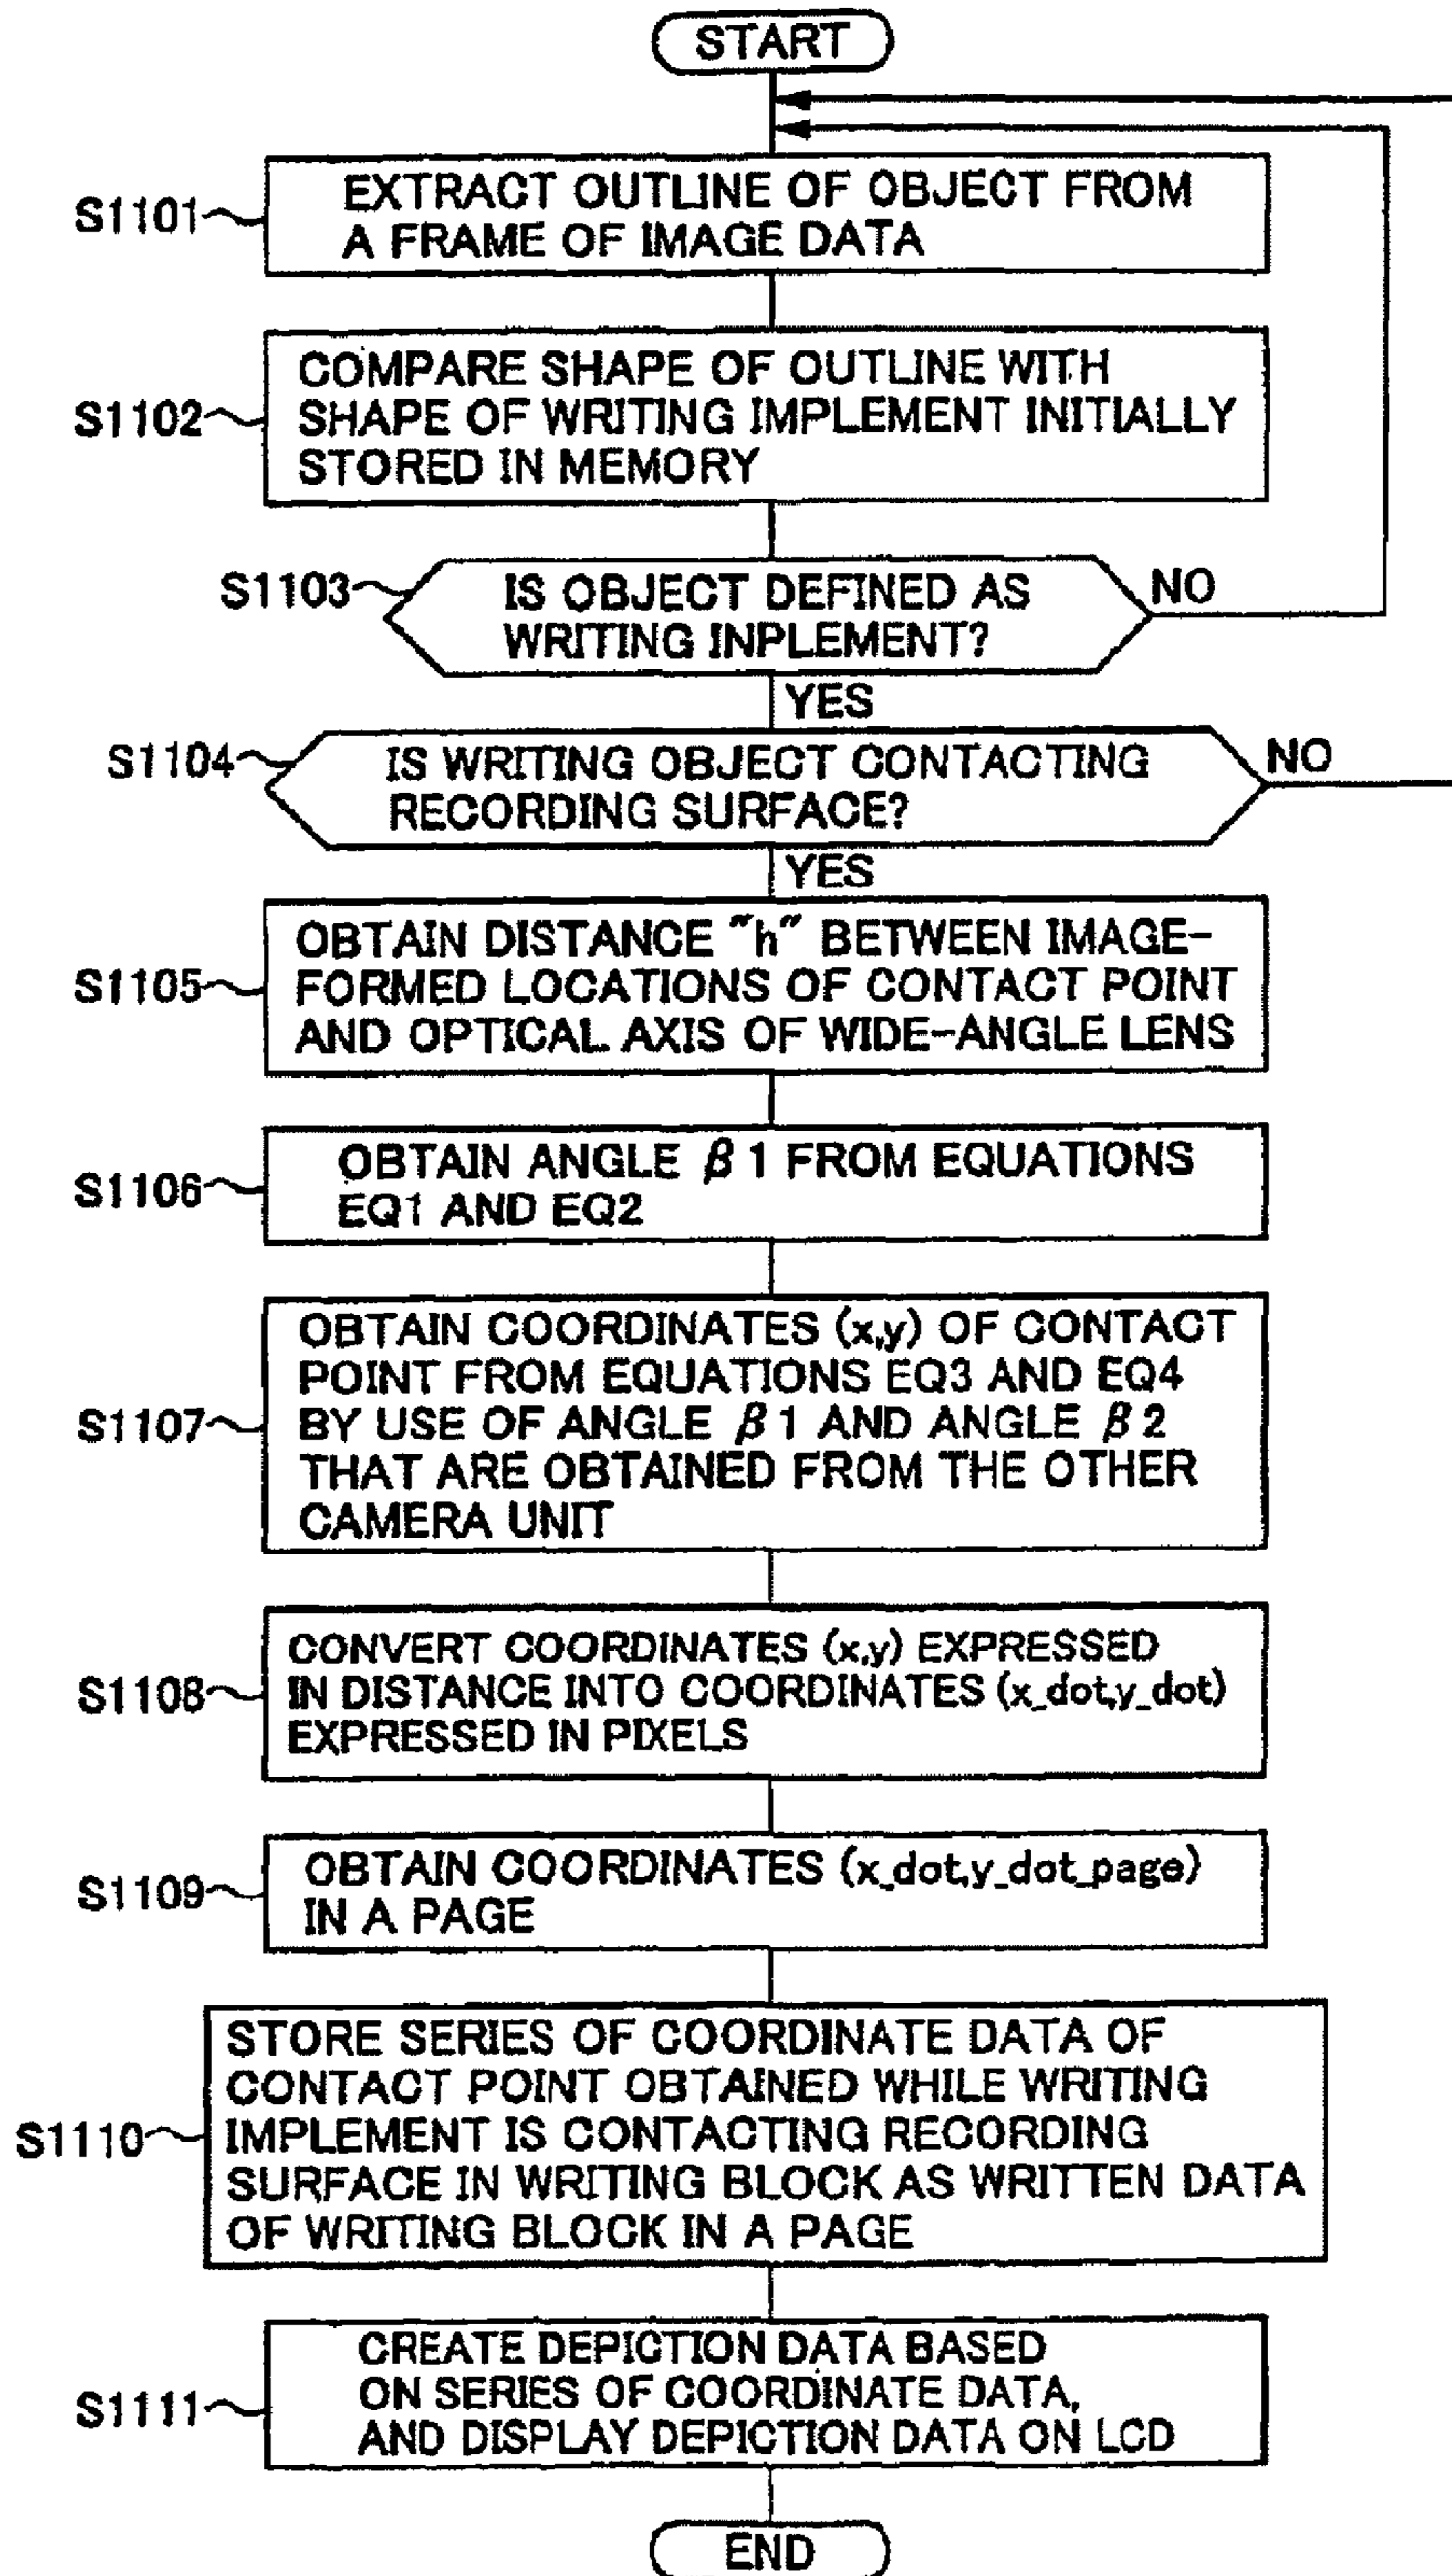 START
S1101
EXTRACT OUTLINE OF OBJECT FROM
A FRAME OF IMAGE DATA
S1102
COMPARE SHAPE OF OUTLINE WITH
SHAPE OF WRITING IMPLEMENT INITIALLY
STORED IN MEMORY
S1103
IS OBJECT DEFINED AS
WRITING INPLEMENT?
NO
YES
S1104
IS WRITING OBJECT CONTACTING
RECORDING SURFACE?
NO
YES
S1105
OBTAIN DISTANCE "h" BETWEEN IMAGE-
FORMED LOCATIONS OF CONTACT POINT
AND OPTICAL AXIS OF WIDE-ANGLE LENS
S1106
OBTAIN ANGLE β1 FROM EQUATIONS
EQ1 AND EQ2
S1107
OBTAIN COORDINATES (x,y) OF CONTACT
POINT FROM EQUATIONS EQ3 AND EQ4
BY USE OF ANGLE β1 AND ANGLE β2
THAT ARE OBTAINED FROM THE OTHER
CAMERA UNIT
S1108
CONVERT COORDINATES (x,y) EXPRESSED
IN DISTANCE INTO COORDINATES (x_dot,y_dot)
EXPRESSED IN PIXELS
S1109
OBTAIN COORDINATES (x_dot,y_dot_page)
IN A PAGE
S1110
STORE SERIES OF COORDINATE DATA OF
CONTACT POINT OBTAINED WHILE WRITING
IMPLEMENT IS CONTACTING RECORDING
SURFACE IN WRITING BLOCK AS WRITTEN DATA
OF WRITING BLOCK IN A PAGE
S1111
CREATE DEPICTION DATA BASED
ON SERIES OF COORDINATE DATA,
AND DISPLAY DEPICTION DATA ON LCD
END